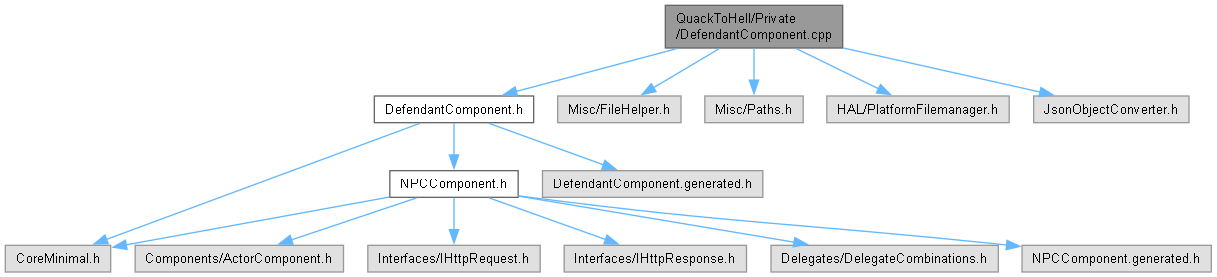 QuackToHell/Private
/DefendantComponent.cpp
DefendantComponent.h
Misc/FileHelper.h
Misc/Paths.h
HAL/PlatformFilemanager.h
JsonObjectConverter.h
NPCComponent.h
DefendantComponent.generated.h
CoreMinimal.h
Components/ActorComponent.h
Interfaces/IHttpRequest.h
Interfaces/IHttpResponse.h
Delegates/DelegateCombinations.h
NPCComponent.generated.h